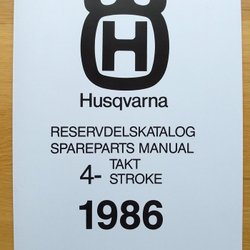 H
Husqvarna
RESERVDELSKATALOG
SPAREPARTS MANUAL
4- TAKT
STROKE
1986